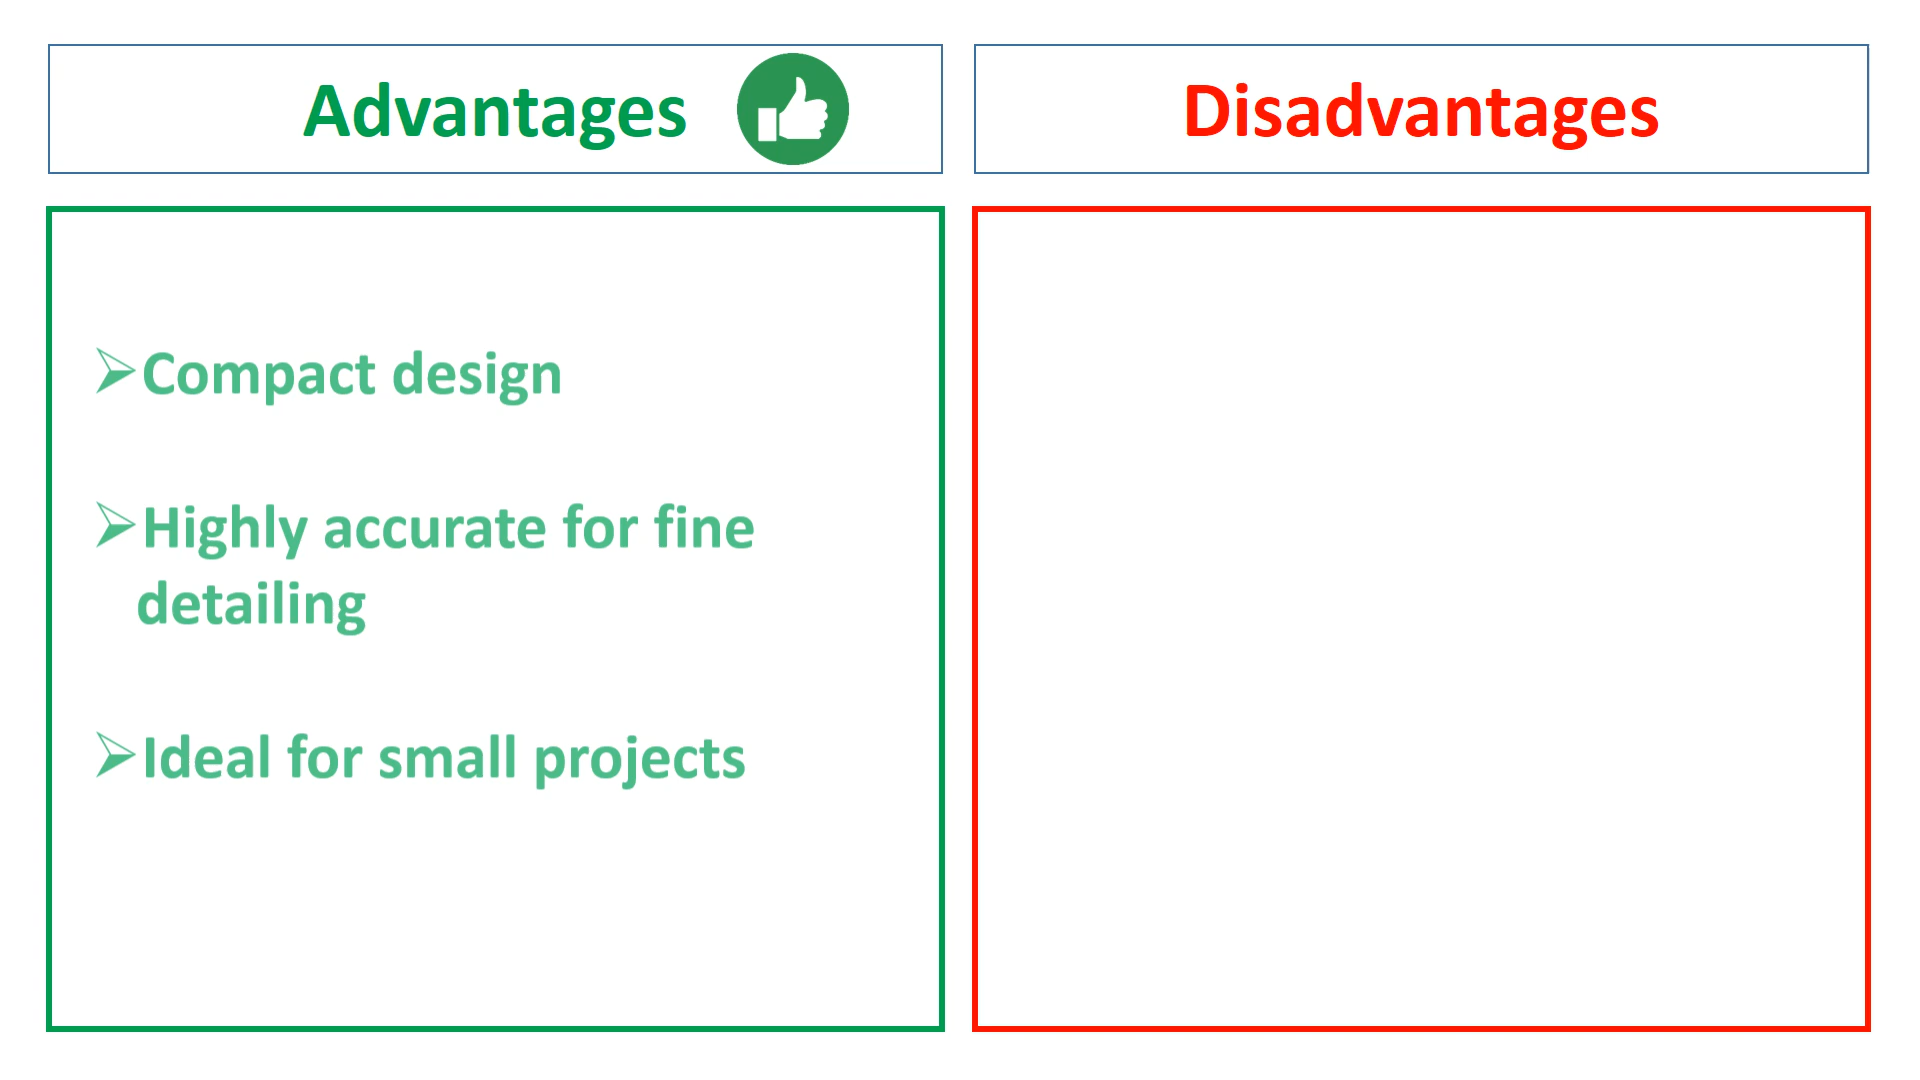 Advantages
Disadvantages
➢Compact design
➢Highly accurate for fine
detailing
➢Ideal for small projects